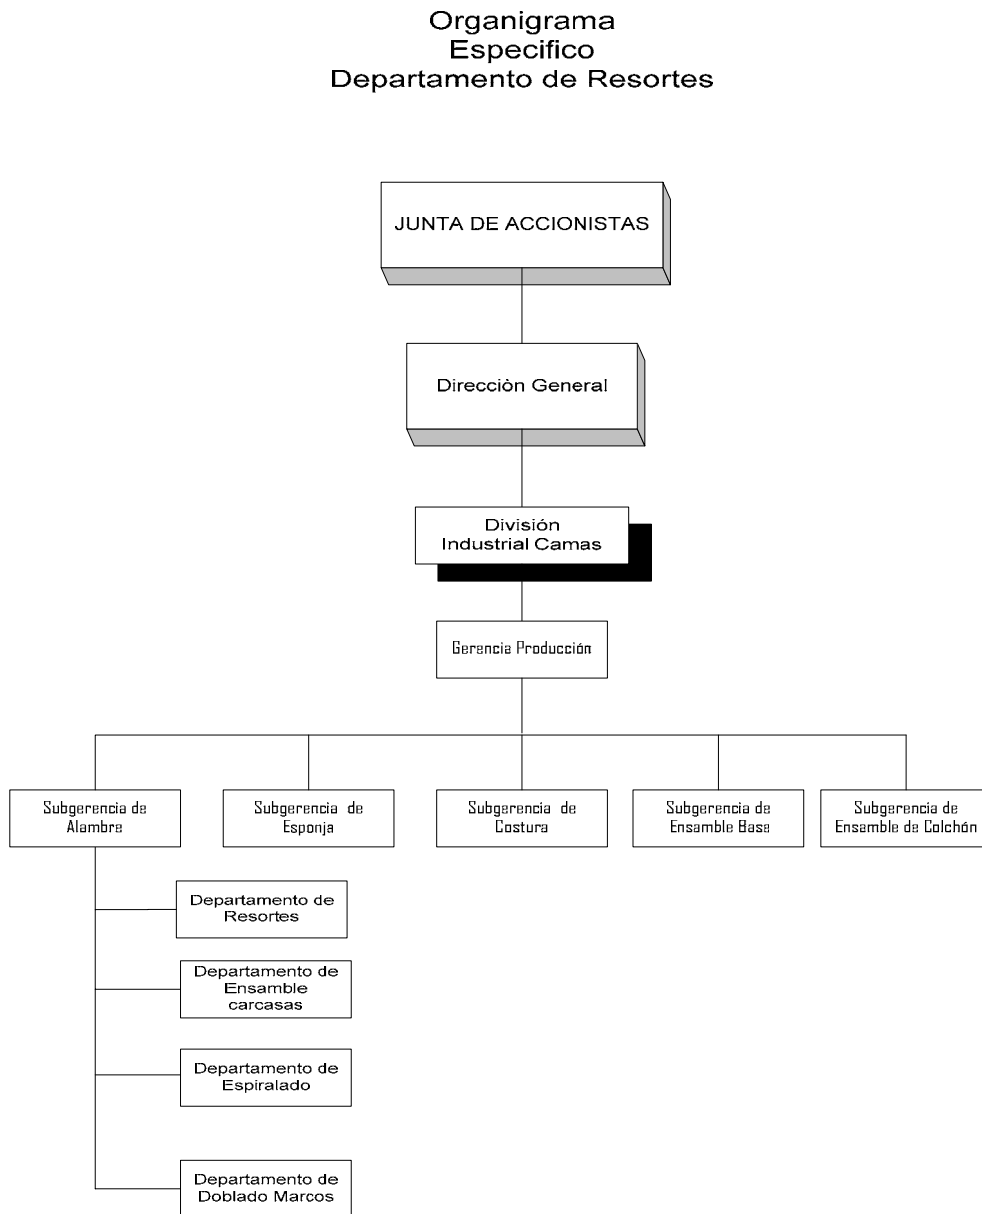 Organigrama
Especifico
Departamento de Resortes
JUNTA DE ACCIONISTAS
Direcciòn General
División
Industrial Camas
Gerencia Producción
Subgerencia de
Alambre
Subgerencia de
Esponja
Subgerencia de
Costura
Subgerencia de
Ensamble Base
Subgerencia de
Ensamble de Colchón
Departamento de
Resortes
Departamento de
Ensamble
carcasas
Departamento de
Espiralado
Departamento de
Doblado Marcos